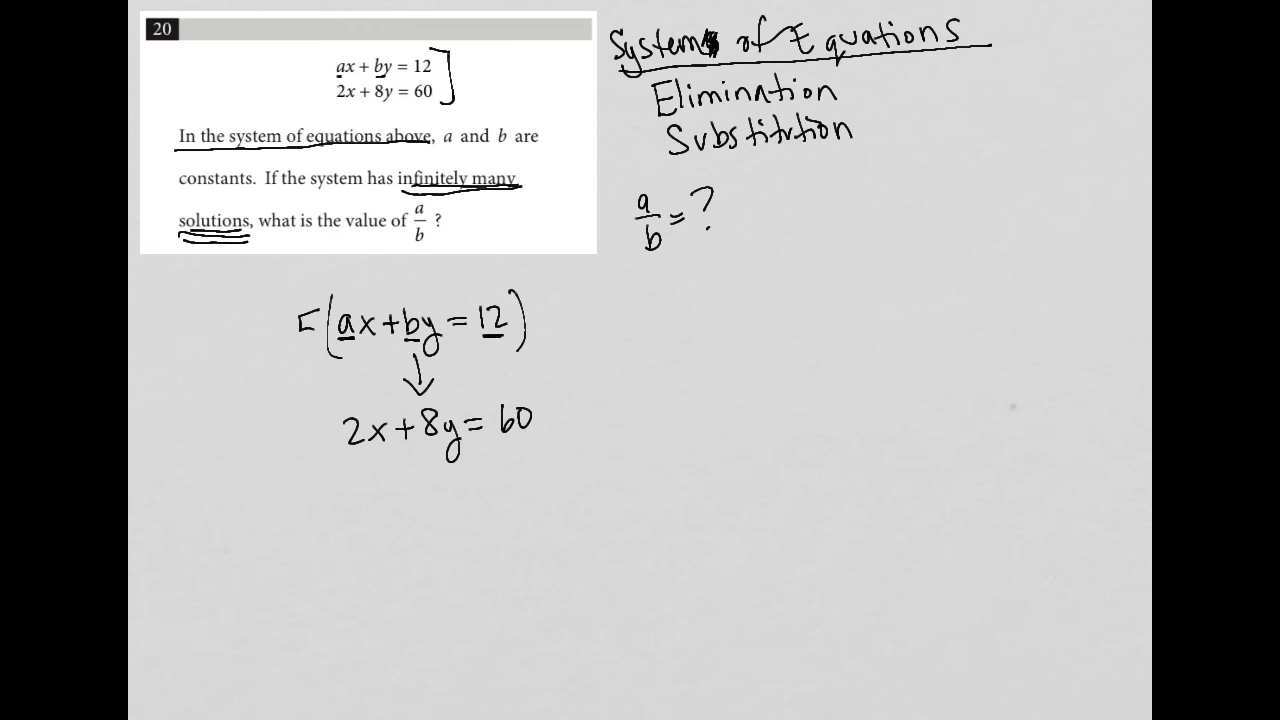 20
ax + by = 12
2x + 8y = 60
In the system of equations above, a and b are
constants. If the system has infinitely many
solutions, what is the value of a/b ?
Systems of Equations
Elimination
Substitution
a/b = ?
(ax + by = 12)
2x + 8y = 60